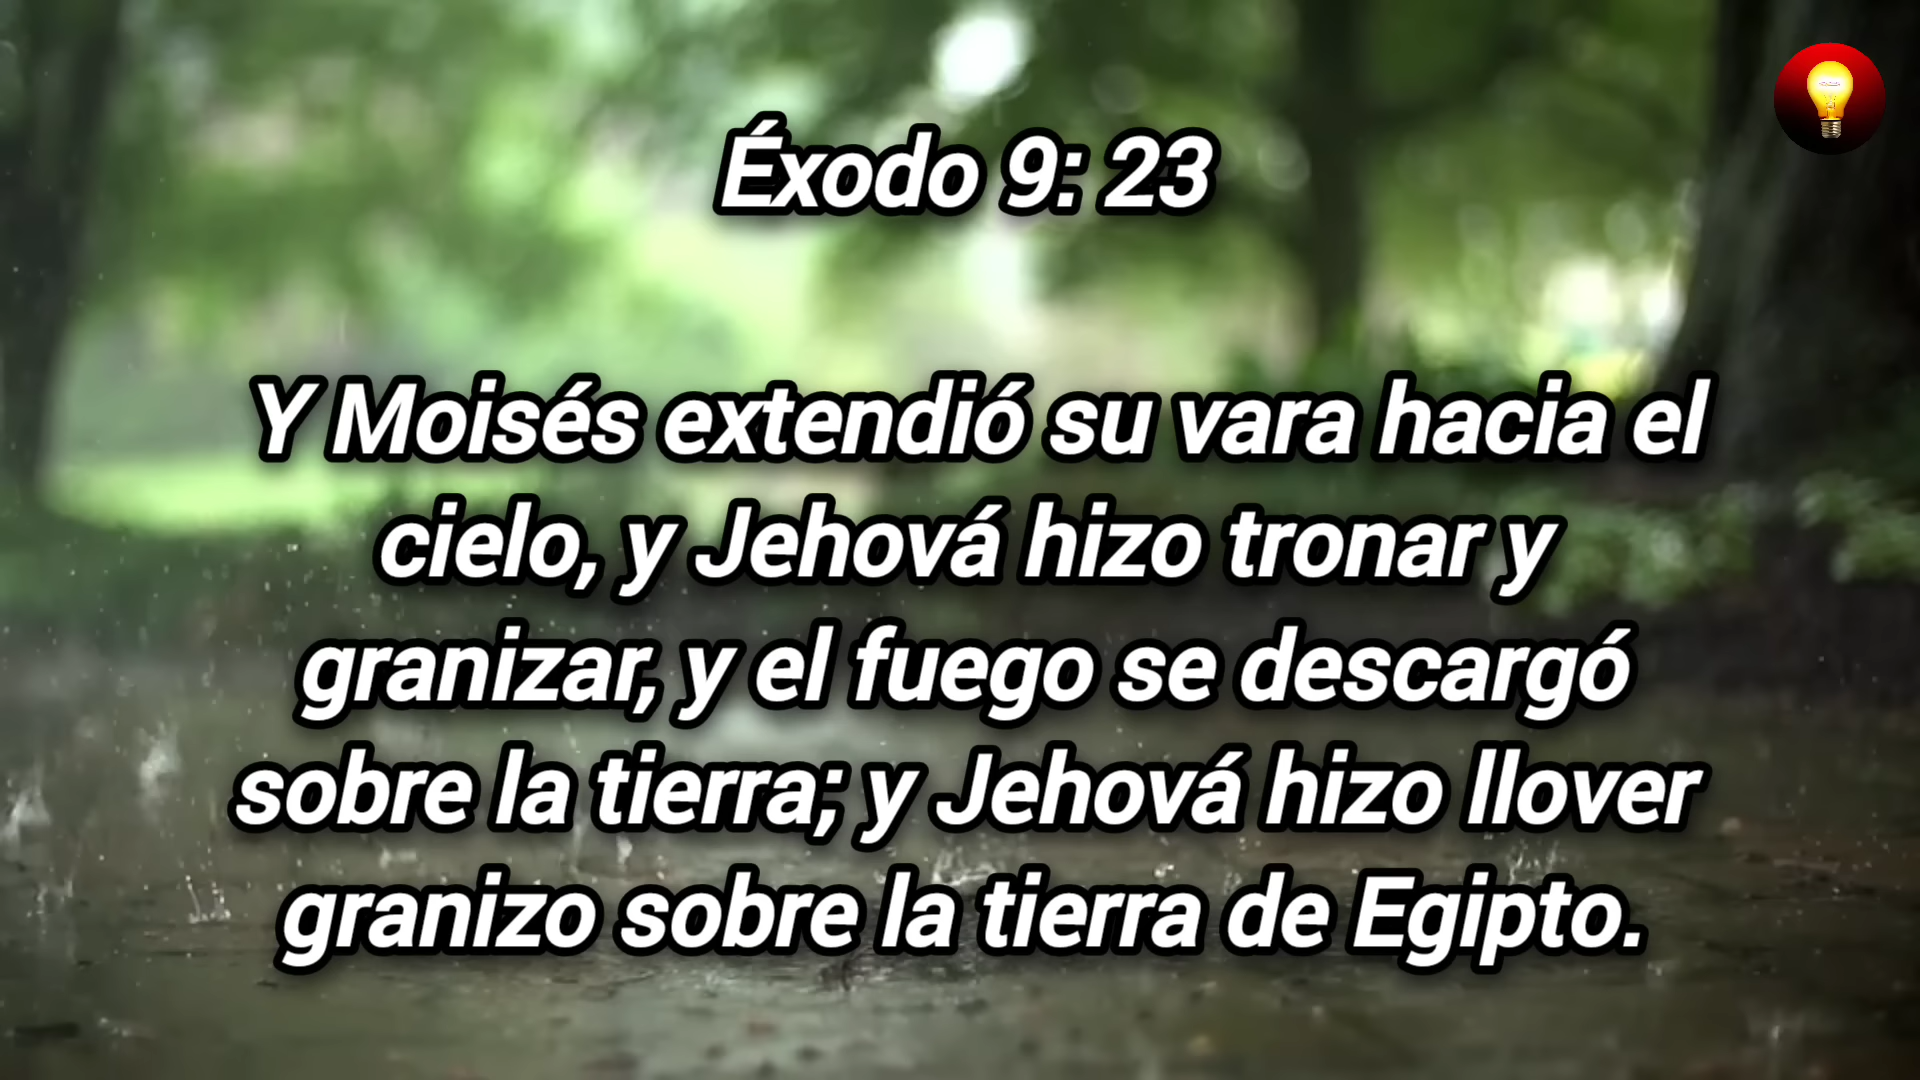 Éxodo 9: 23
Y Moisés extendió su vara hacia el
cielo, y Jehová hizo tronar y
granizar, y el fuego se descargó
sobre la tierra; y Jehová hizo llover
granizo sobre la tierra de Egipto.